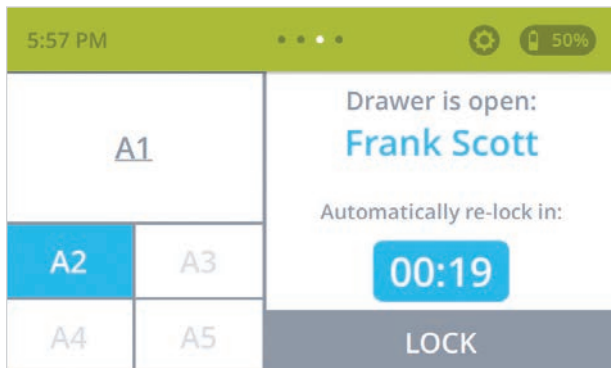 5:57 PM
50%
A1
A2
A3
A4
A5
Drawer is open:
Frank Scott
Automatically re-lock in:
00:19
LOCK